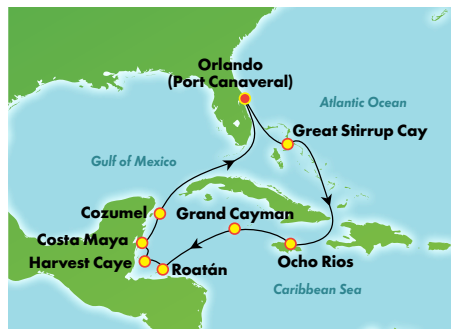 Orlando
(Port Canaveral)
Atlantic Ocean
Great Stirrup Cay
Gulf of Mexico
Cozumel
Grand Cayman
Costa Maya
Harvest Caye
Roatán
Ocho Rios
Caribbean Sea